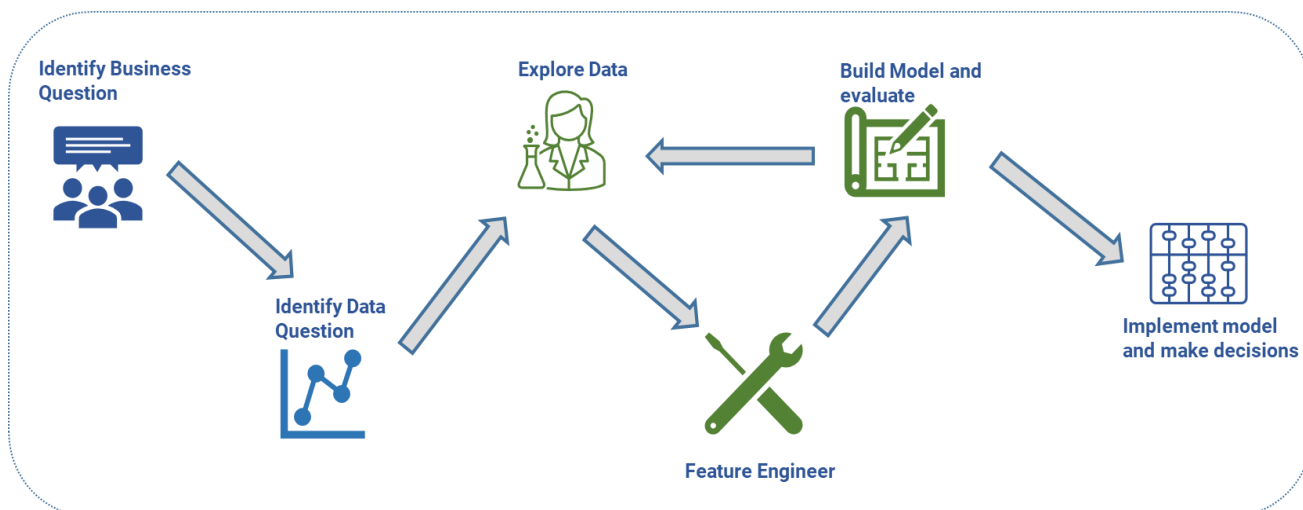 Identify Business
Question
Identify Data
Question
Explore Data
Feature Engineer
Build Model and
evaluate
Implement model
and make decisions